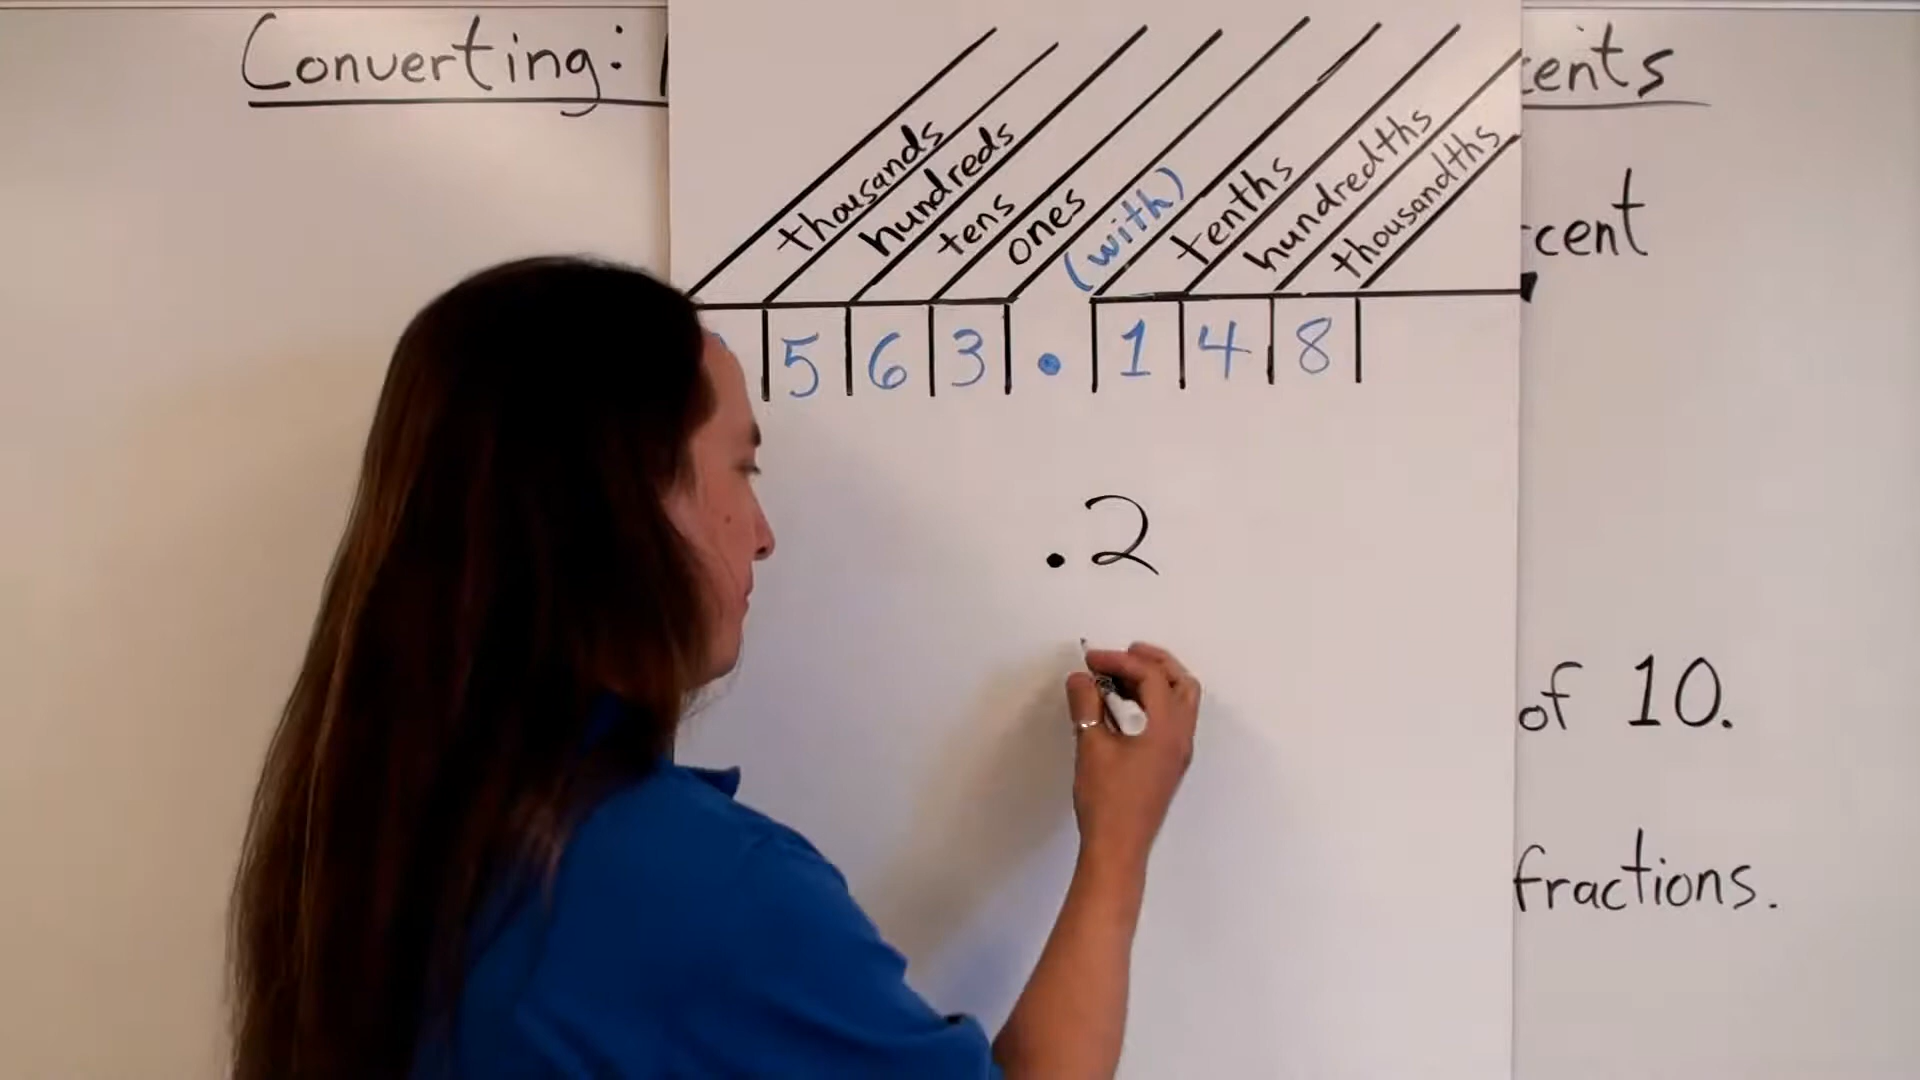 Converting: cents
thousands hundreds tens ones (with) tenths hundredths thousandths
cent
5 6 3 . 1 4 8
.2
of 10.
fractions.